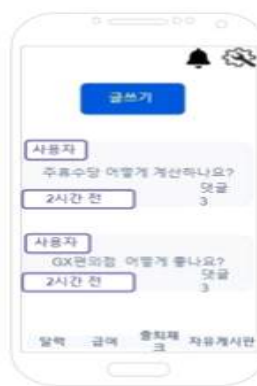 글쓰기
사용자
주휴수당 어떻게 계산하나요?
2시간 전
댓글
3
사용자
GX편의점 어떻게 좋나요?
2시간 전
댓글
3
달력 급여 출퇴체크 자유게시판